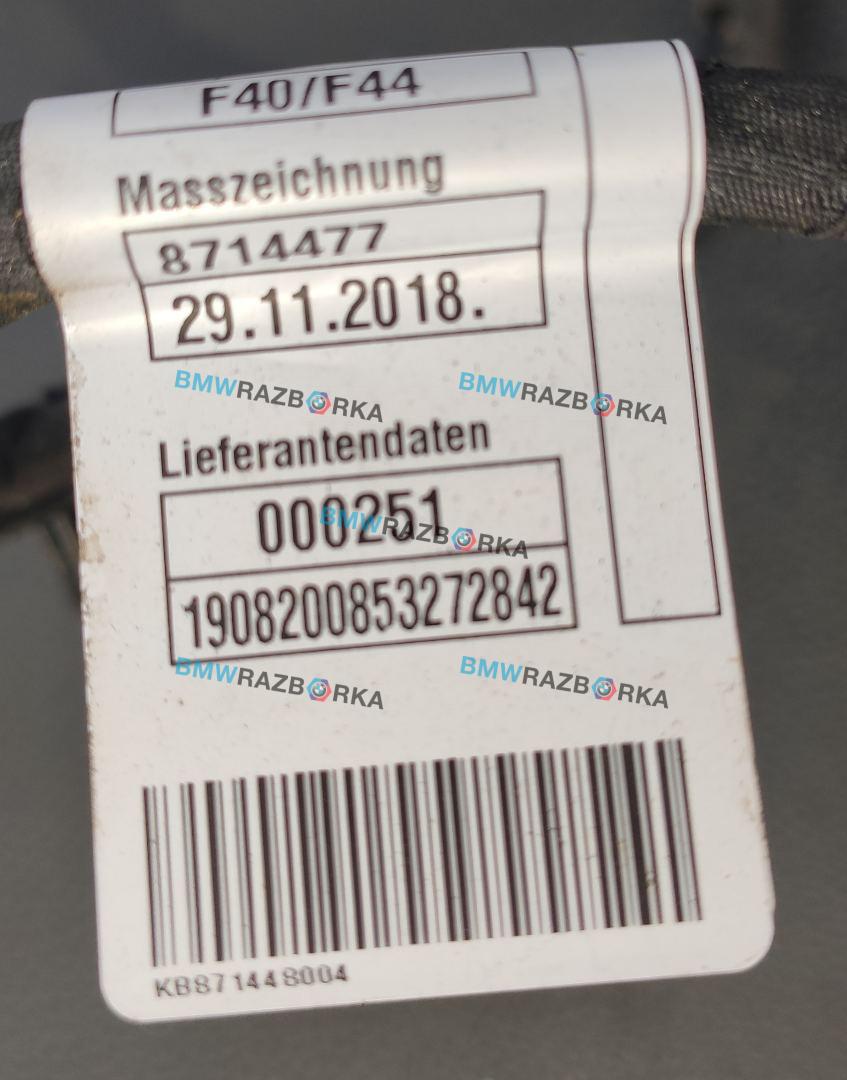 F40/F44
Masszeichnung
8714477
29.11.2018.
BMWRAZBORKA
BMWRAZBORKA
Lieferantendaten
000251
BMWRAZBORKA
1908200853272842
BMWRAZBORKA
BMWRAZBORKA
KB871448004